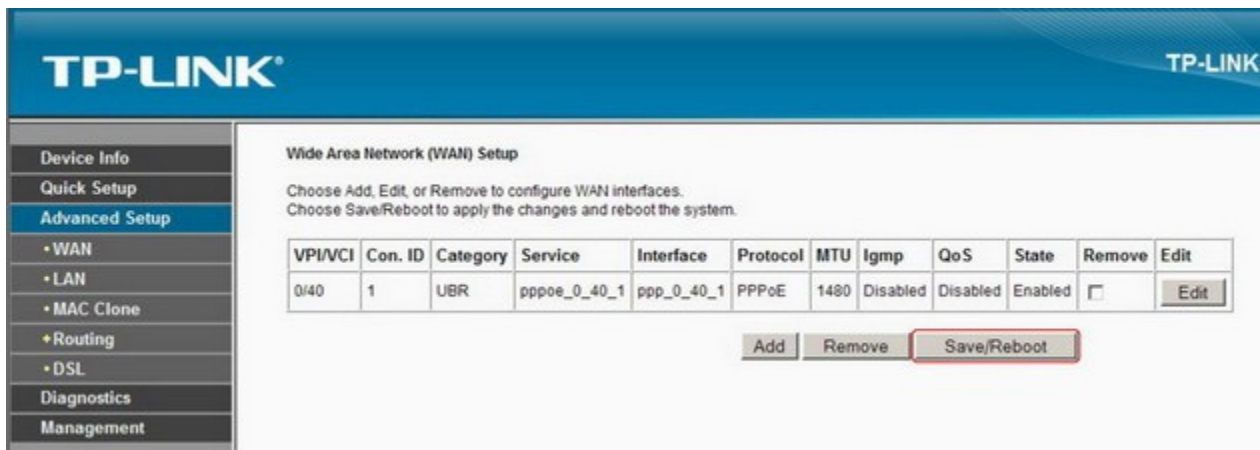 TP-LINK®
TP-LINK
Device Info
Quick Setup
Advanced Setup
•WAN
•LAN
•MAC Clone
+Routing
•DSL
Diagnostics
Management
Wide Area Network (WAN) Setup
Choose Add, Edit, or Remove to configure WAN interfaces.
Choose Save/Reboot to apply the changes and reboot the system.
VPI/VCI Con. ID Category Service Interface Protocol MTU Igmp QoS State Remove Edit
0/40 1 UBR pppoe_0_40_1 ppp_0_40_1 PPPoE 1480 Disabled Disabled Enabled Edit
Add Remove Save/Reboot